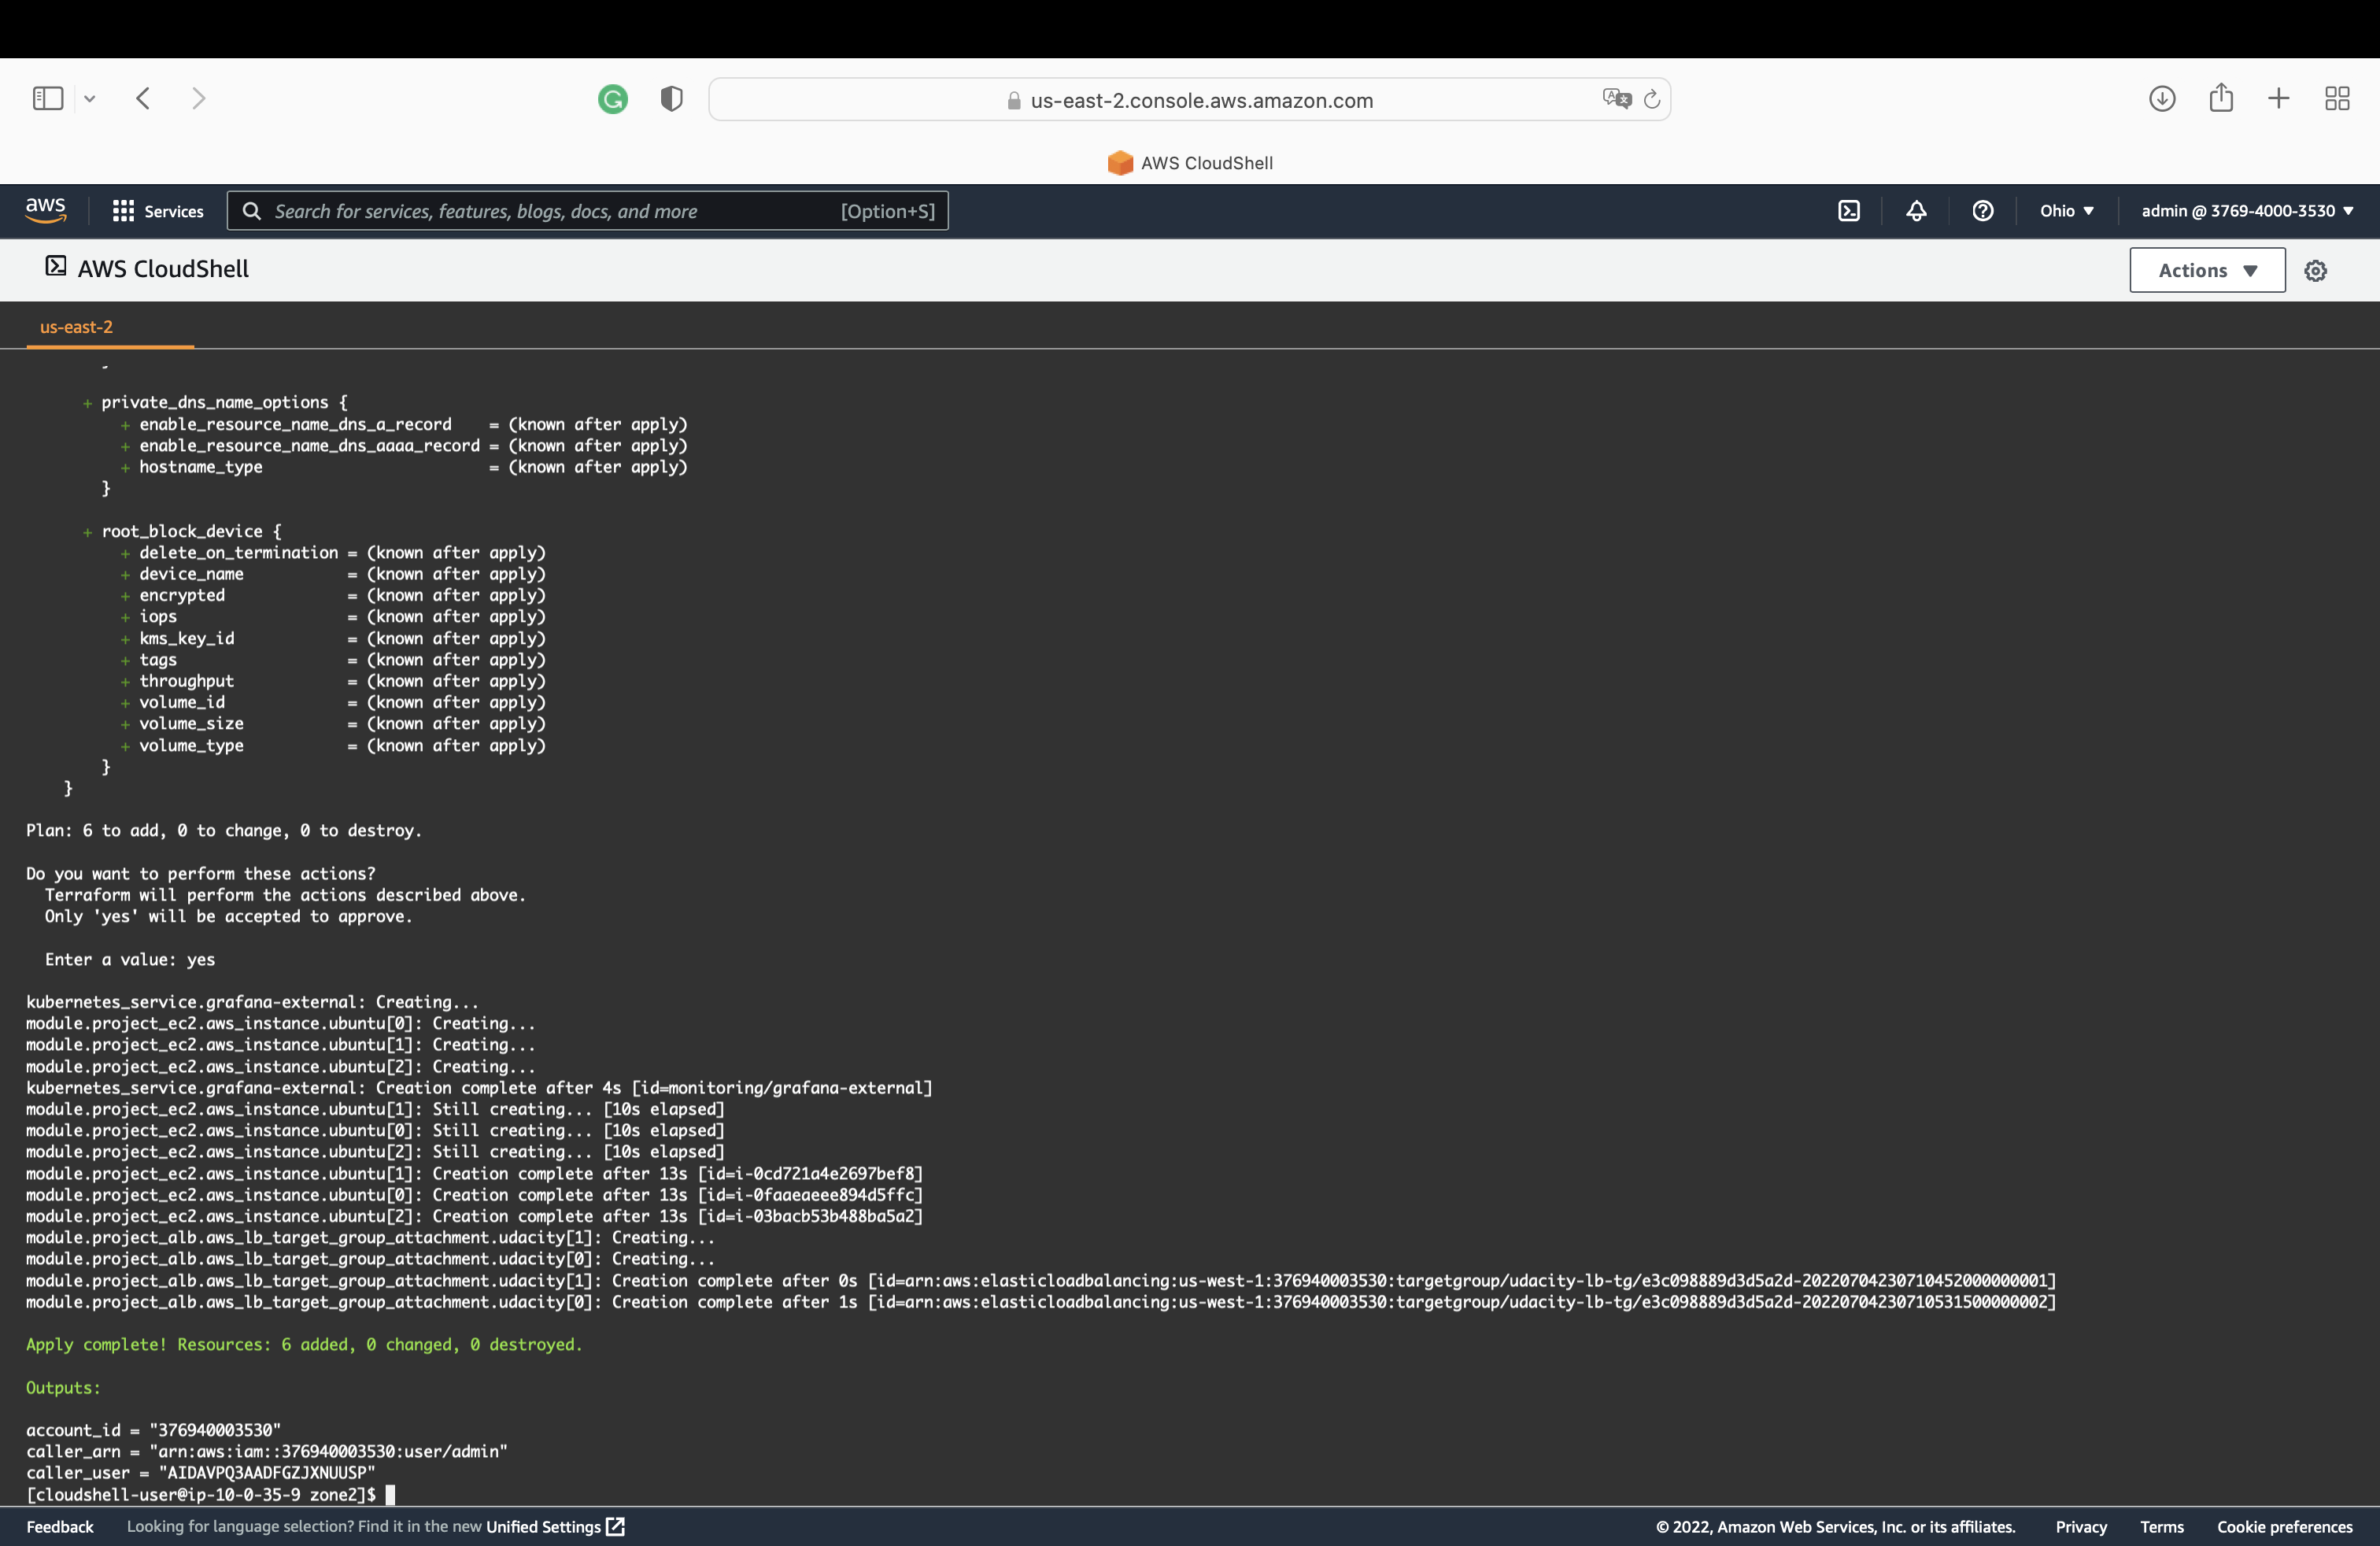 us-east-2.console.aws.amazon.com
AWS CloudShell
aws
Services
Search for services, features, blogs, docs, and more [Option+S]
Ohio ▼
admin @ 3769-4000-3530 ▼
AWS CloudShell
Actions ▼
us-east-2
}
+ private_dns_name_options {
+ enable_resource_name_dns_a_record    = (known after apply)
+ enable_resource_name_dns_aaaa_record = (known after apply)
+ hostname_type                        = (known after apply)
}
+ root_block_device {
+ delete_on_termination = (known after apply)
+ device_name           = (known after apply)
+ encrypted             = (known after apply)
+ iops                  = (known after apply)
+ kms_key_id            = (known after apply)
+ tags                  = (known after apply)
+ throughput            = (known after apply)
+ volume_id             = (known after apply)
+ volume_size           = (known after apply)
+ volume_type           = (known after apply)
}
}
Plan: 6 to add, 0 to change, 0 to destroy.
Do you want to perform these actions?
Terraform will perform the actions described above.
Only 'yes' will be accepted to approve.
Enter a value: yes
kubernetes_service.grafana-external: Creating...
module.project_ec2.aws_instance.ubuntu[0]: Creating...
module.project_ec2.aws_instance.ubuntu[1]: Creating...
module.project_ec2.aws_instance.ubuntu[2]: Creating...
kubernetes_service.grafana-external: Creation complete after 4s [id=monitoring/grafana-external]
module.project_ec2.aws_instance.ubuntu[1]: Still creating... [10s elapsed]
module.project_ec2.aws_instance.ubuntu[0]: Still creating... [10s elapsed]
module.project_ec2.aws_instance.ubuntu[2]: Still creating... [10s elapsed]
module.project_ec2.aws_instance.ubuntu[1]: Creation complete after 13s [id=i-0cd721a4e2697bef8]
module.project_ec2.aws_instance.ubuntu[0]: Creation complete after 13s [id=i-0faaeaeee894d5ffc]
module.project_ec2.aws_instance.ubuntu[2]: Creation complete after 13s [id=i-03bacb53b488ba5a2]
module.project_alb.aws_lb_target_group_attachment.udacity[1]: Creating...
module.project_alb.aws_lb_target_group_attachment.udacity[0]: Creating...
module.project_alb.aws_lb_target_group_attachment.udacity[1]: Creation complete after 0s [id=arn:aws:elasticloadbalancing:us-west-1:376940003530:targetgroup/udacity-lb-tg/e3c098889d3d5a2d-20220704230710452000000001]
module.project_alb.aws_lb_target_group_attachment.udacity[0]: Creation complete after 1s [id=arn:aws:elasticloadbalancing:us-west-1:376940003530:targetgroup/udacity-lb-tg/e3c098889d3d5a2d-20220704230710531500000002]
Apply complete! Resources: 6 added, 0 changed, 0 destroyed.
Outputs:
account_id = "376940003530"
caller_arn = "arn:aws:iam::376940003530:user/admin"
caller_user = "AIDAVPQ3AADFGZJXNUUSP"
[cloudshell-user@ip-10-0-35-9 zone2]$
Feedback Looking for language selection? Find it in the new Unified Settings © 2022, Amazon Web Services, Inc. or its affiliates. Privacy Terms Cookie preferences